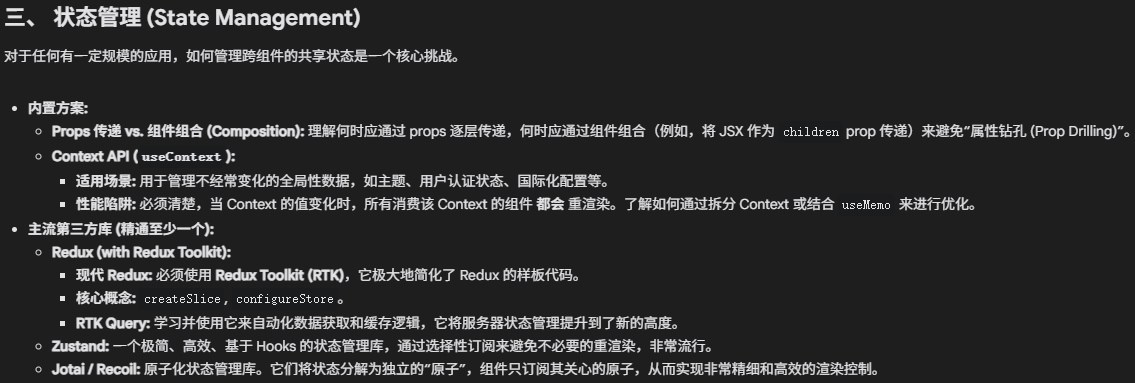 三、 状态管理 (State Management)
对于任何有一定规模的应用，如何管理跨组件的共享状态是一个核心挑战。
• 内置方案:
◦ Props 传递 vs. 组件组合 (Composition): 理解何时应通过 props 逐层传递，何时应通过组件组合（例如，将 JSX 作为 children prop 传递）来避免“属性钻孔 (Prop Drilling)”。
◦ Context API ( useContext ):
▪ 适用场景: 用于管理不经常变化的全局性数据，如主题、用户认证状态、国际化配置等。
▪ 性能陷阱: 必须清楚，当 Context 的值变化时，所有消费该 Context 的组件 都会 重渲染。了解如何通过拆分 Context 或结合 useMemo 来进行优化。
• 主流第三方库 (精通至少一个):
◦ Redux (with Redux Toolkit):
▪ 现代 Redux: 必须使用 Redux Toolkit (RTK)，它极大地简化了 Redux 的样板代码。
▪ 核心概念: createSlice , configureStore 。
▪ RTK Query: 学习并使用它来自动化数据获取和缓存逻辑，它将服务器状态管理提升到了新的高度。
◦ Zustand: 一个极简、高效、基于 Hooks 的状态管理库，通过选择性订阅来避免不必要的重渲染，非常流行。
◦ Jotai / Recoil: 原子化状态管理库。它们将状态分解为独立的“原子”，组件只订阅其关心的原子，从而实现非常精细和高效的渲染控制。